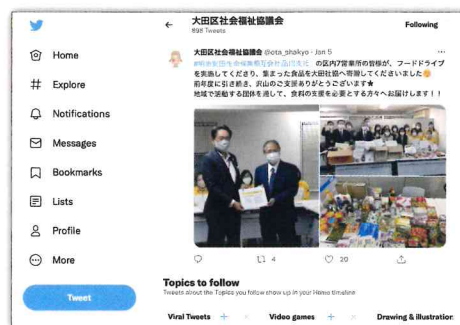 大田区社会福祉協議会
898 Tweets
Following
Home
Explore
Notifications
Messages
Bookmarks
Lists
Profile
More
Tweet
大田区社会福祉協議会 @ota_shakyo · Jan 5
の区内7営業所の皆様が、フードドライブ
を実施してくださり、集まった食品を大田社協へ寄贈してくださいました👏
前年度に引き続き、沢山のご支援ありがとうございます★
地域で活動する団体を通して、食料の支援を必要とする方々へお届けします！！
4
20
Topics to follow
Tweets about the Topics you follow show up in your Home timeline
Viral Tweets
Video games
Drawing & illustration